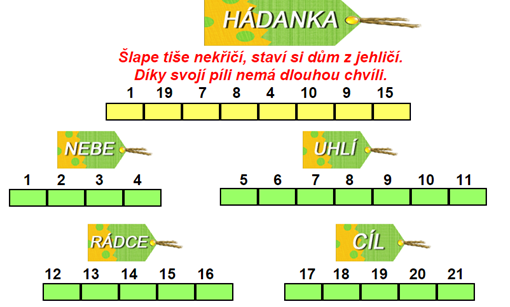 HÁDANKA
Šlape tiše nekřičí, staví si dům z jehličí.
Díky svojí píli nemá dlouhou chvíli.
1 19 7 8 4 10 9 15
NEBE UHLÍ
1 2 3 4 5 6 7 8 9 10 11
RÁDCE CÍL
12 13 14 15 16 17 18 19 20 21